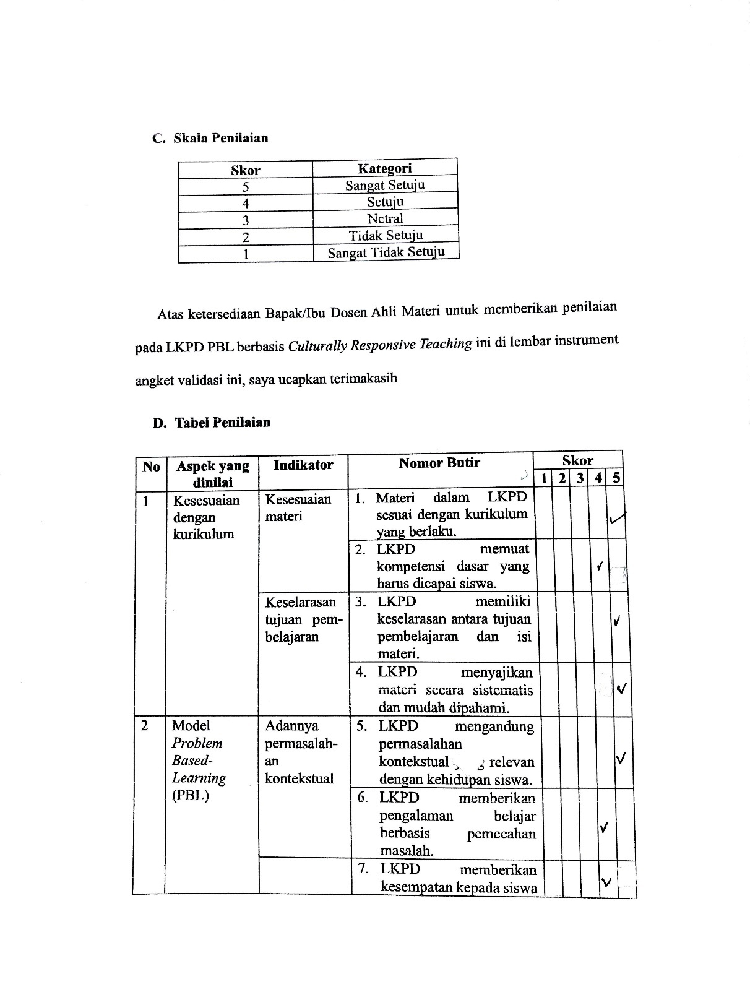 C. Skala Penilaian
Skor Kategori
5 Sangat Setuju
4 Setuju
3 Netral
2 Tidak Setuju
1 Sangat Tidak Setuju
Atas ketersediaan Bapak/Ibu Dosen Ahli Materi untuk memberikan penilaian
pada LKPD PBL berbasis Culturally Responsive Teaching ini di lembar instrument
angket validasi ini, saya ucapkan terimakasih
D. Tabel Penilaian
No Aspek yang dinilai Indikator Nomor Butir Skor
1 2 3 4 5
1 Kesesuaian dengan kurikulum
Kesesuaian materi
1. Materi dalam LKPD
sesuai dengan kurikulum
yang berlaku. ✓
2. LKPD memuat
kompetensi dasar yang ✓
harus dicapai siswa.
Keselarasan
tujuan pem-
belajaran
3. LKPD memiliki
keselarasan antara tujuan ✓
pembelajaran dan isi
materi.
4. LKPD menyajikan
materi secara sistematis ✓
dan mudah dipahami.
2 Model
Problem
Based-
Learning
(PBL)
Adannya
permasalah-
an
kontekstual
5. LKPD mengandung
permasalahan
kontekstual relevan ✓
dengan kehidupan siswa.
6. LKPD memberikan
pengalaman belajar
berbasis pemecahan ✓
masalah.
7. LKPD memberikan
kesempatan kepada siswa ✓